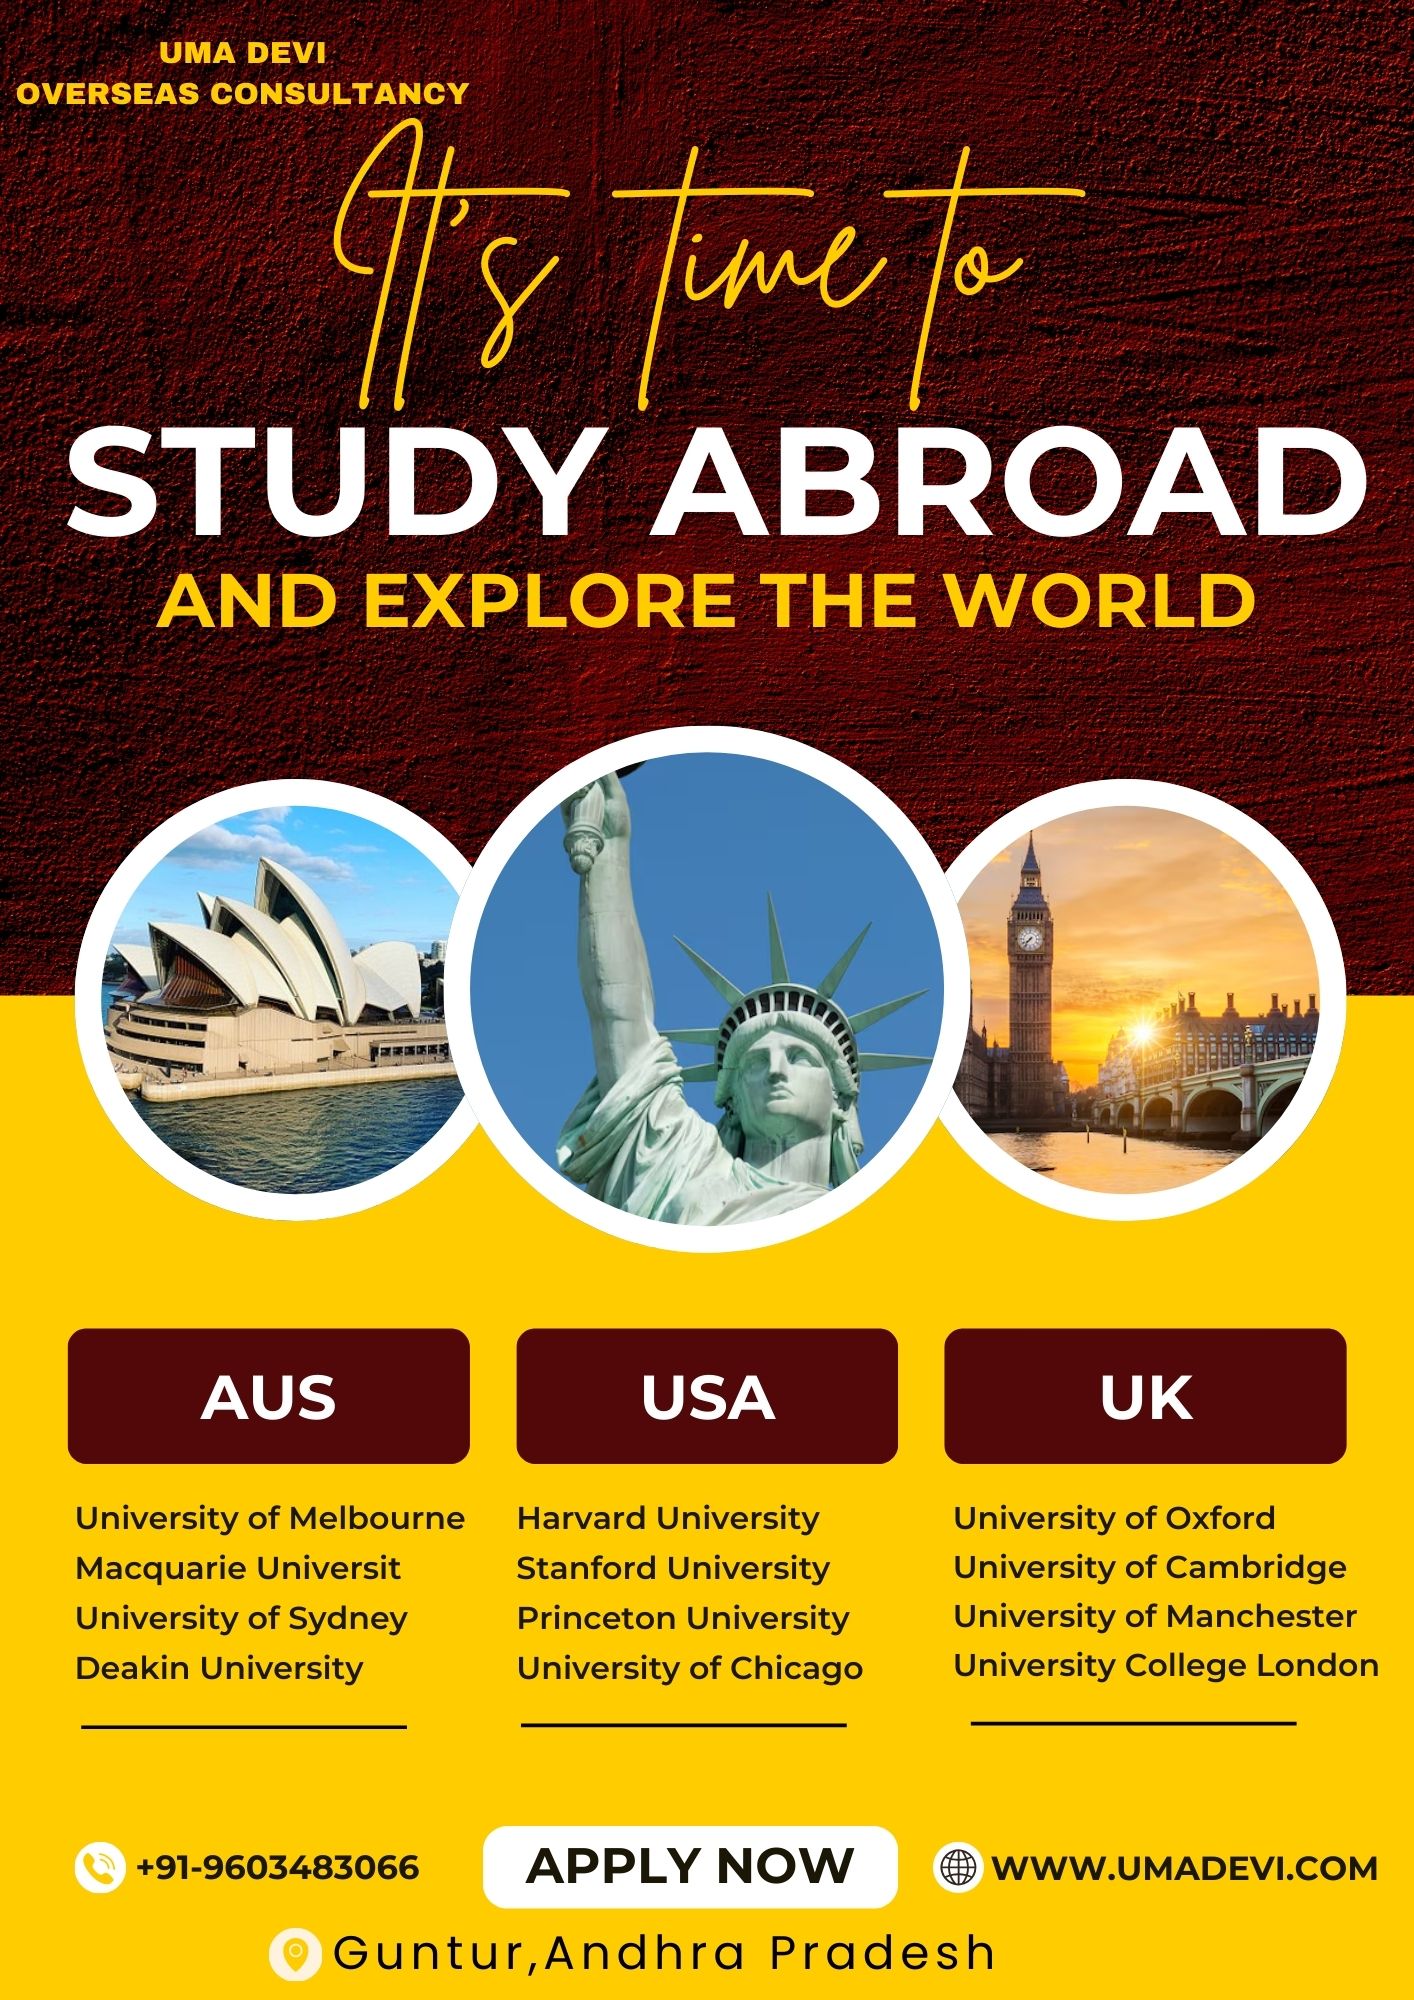 UMA DEVI
OVERSEAS CONSULTANCY
It's time to
STUDY ABROAD
AND EXPLORE THE WORLD
AUS
University of Melbourne
Macquarie Universit
University of Sydney
Deakin University
USA
Harvard University
Stanford University
Princeton University
University of Chicago
UK
University of Oxford
University of Cambridge
University of Manchester
University College London
+91-9603483066
APPLY NOW
WWW.UMADEVI.COM
Guntur,Andhra Pradesh